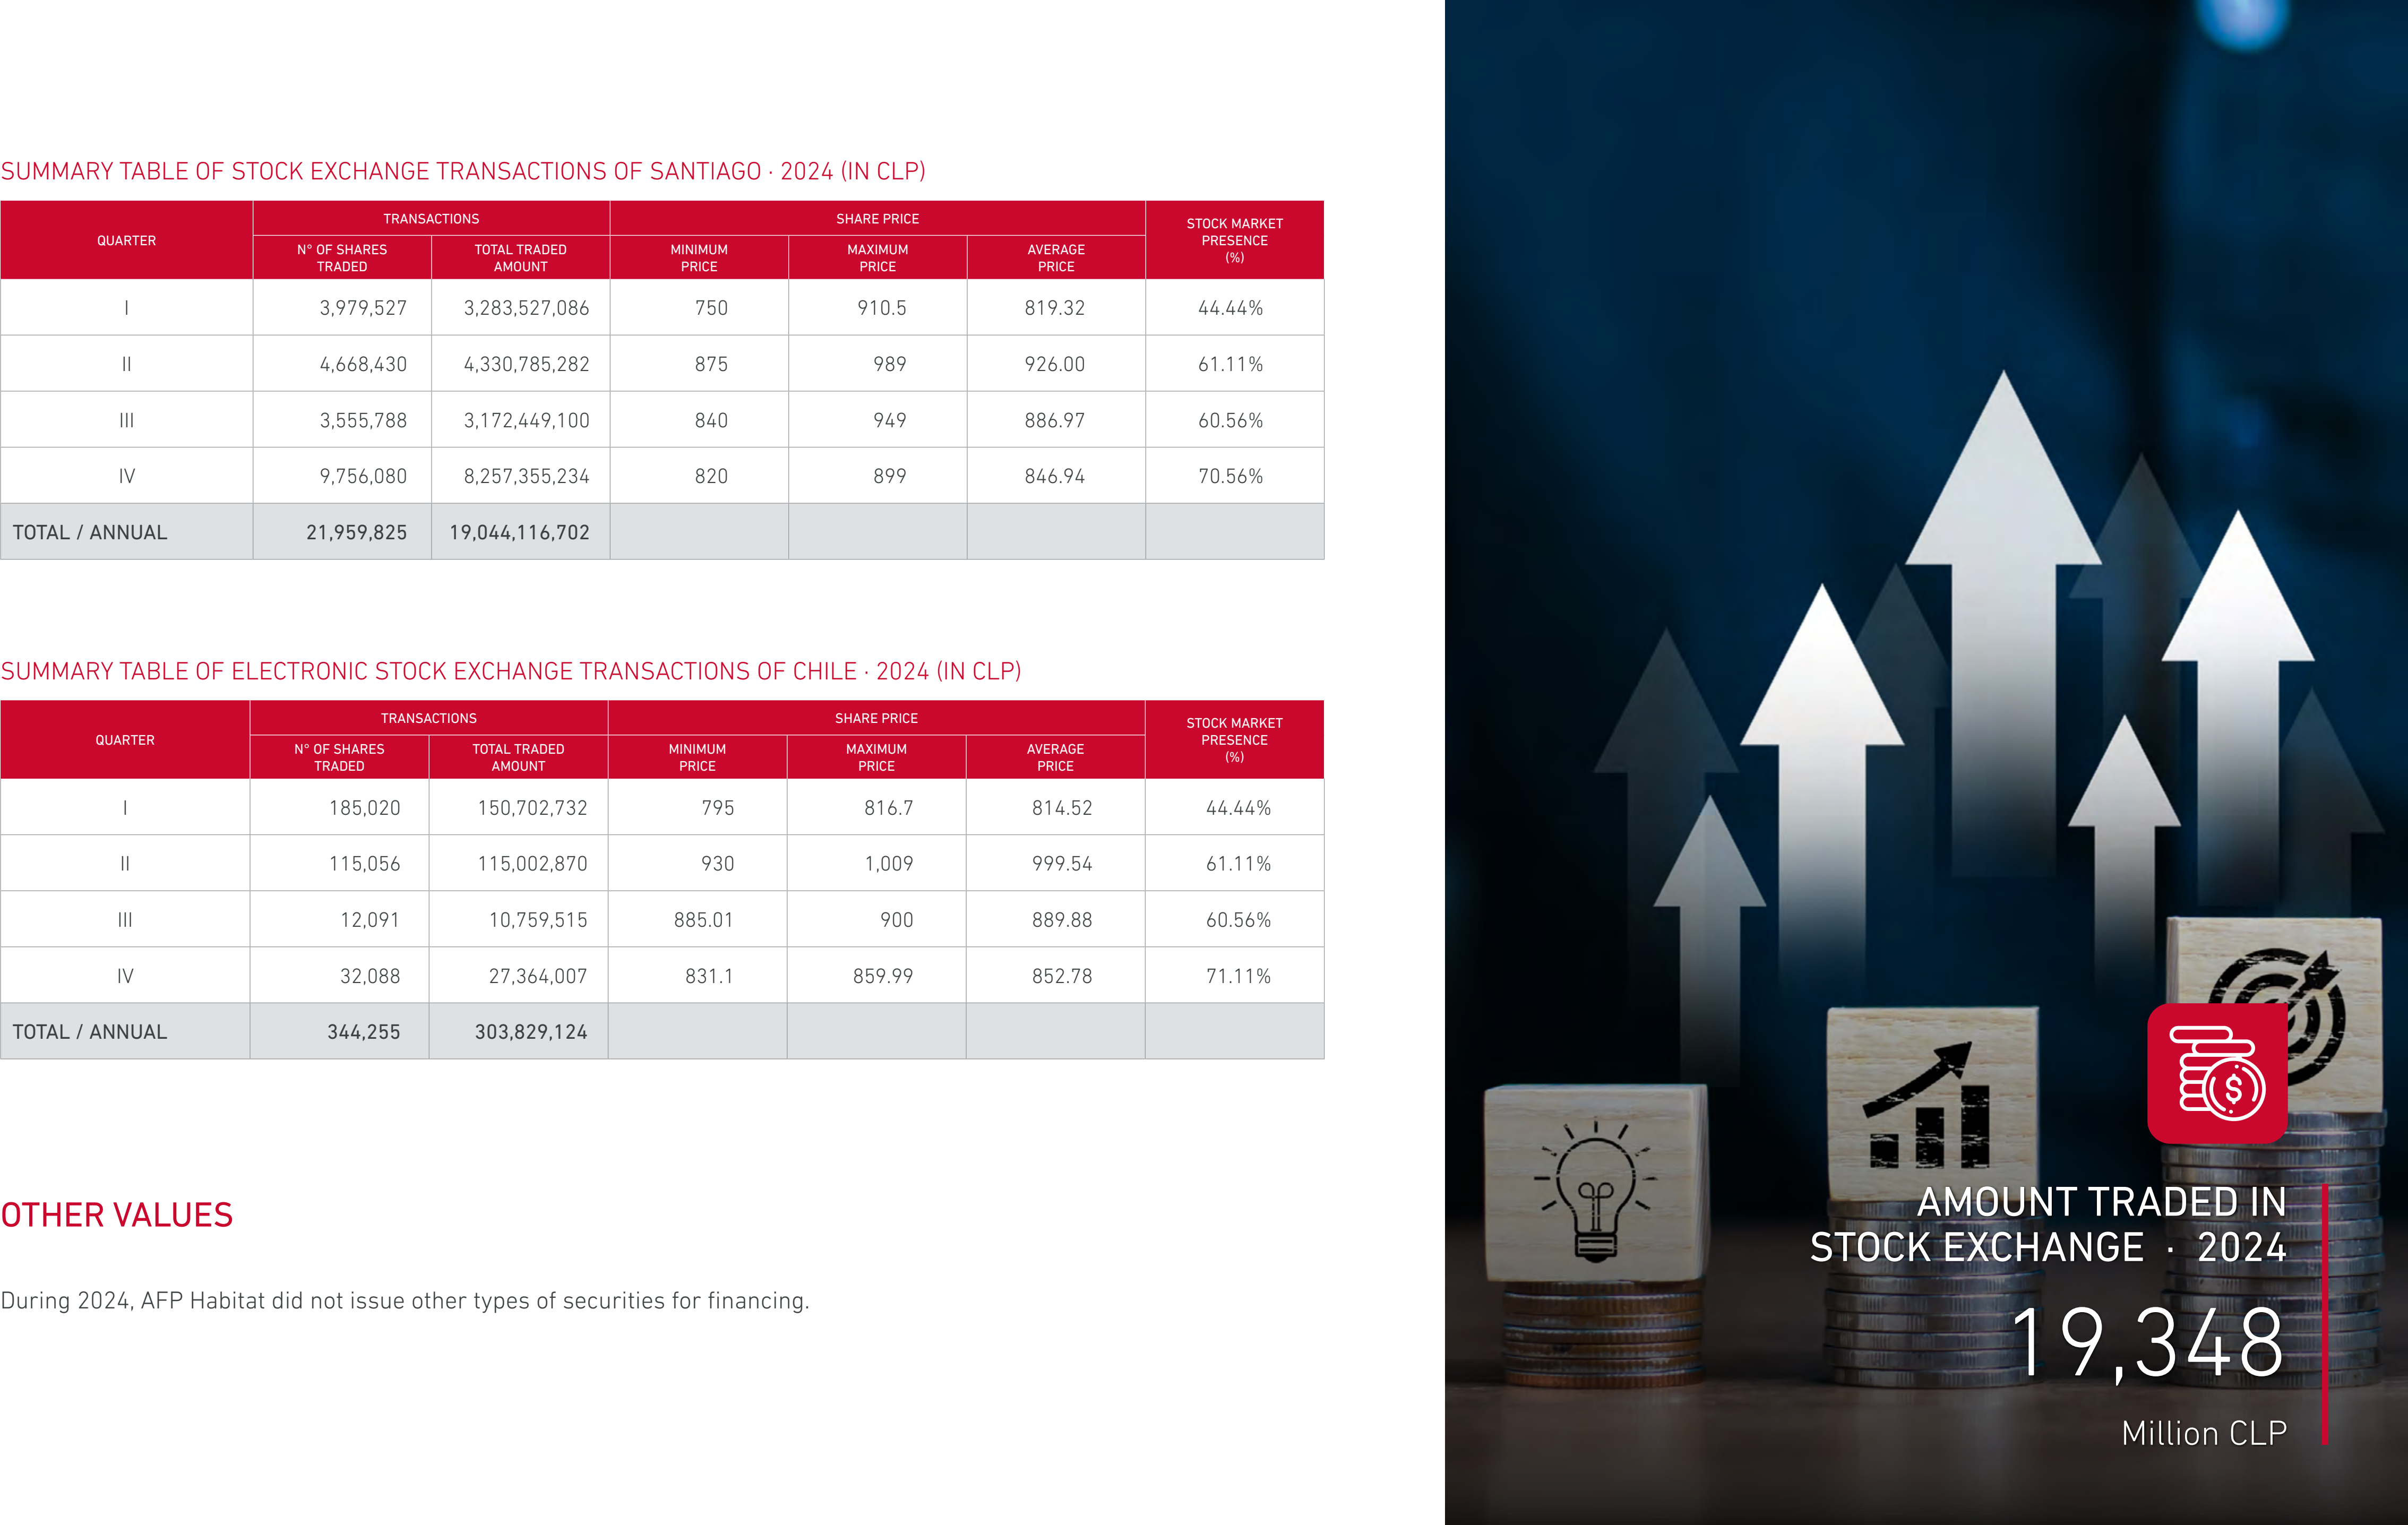 SUMMARY TABLE OF STOCK EXCHANGE TRANSACTIONS OF SANTIAGO · 2024 (IN CLP)
QUARTER TRANSACTIONS SHARE PRICE STOCK MARKET PRESENCE (%)
N° OF SHARES TRADED TOTAL TRADED AMOUNT MINIMUM PRICE MAXIMUM PRICE AVERAGE PRICE
I 3,979,527 3,283,527,086 750 910.5 819.32 44.44%
II 4,668,430 4,330,785,282 875 989 926.00 61.11%
III 3,555,788 3,172,449,100 840 949 886.97 60.56%
IV 9,756,080 8,257,355,234 820 899 846.94 70.56%
TOTAL / ANNUAL 21,959,825 19,044,116,702
SUMMARY TABLE OF ELECTRONIC STOCK EXCHANGE TRANSACTIONS OF CHILE · 2024 (IN CLP)
QUARTER TRANSACTIONS SHARE PRICE STOCK MARKET PRESENCE (%)
N° OF SHARES TRADED TOTAL TRADED AMOUNT MINIMUM PRICE MAXIMUM PRICE AVERAGE PRICE
I 185,020 150,702,732 795 816.7 814.52 44.44%
II 115,056 115,002,870 930 1,009 999.54 61.11%
III 12,091 10,759,515 885.01 900 889.88 60.56%
IV 32,088 27,364,007 831.1 859.99 852.78 71.11%
TOTAL / ANNUAL 344,255 303,829,124
OTHER VALUES
During 2024, AFP Habitat did not issue other types of securities for financing.
$
AMOUNT TRADED IN
STOCK EXCHANGE · 2024
19,348
Million CLP